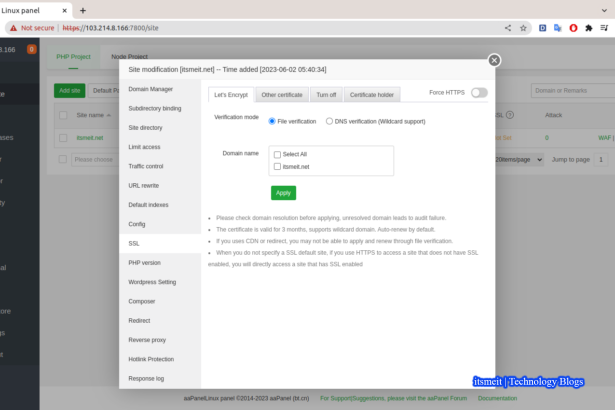 Linux panel
Not secure
https://103.214.8.166:7800/site
3.166
0
PHP Project
Node Project
Site modification [itsmeit.net] -- Time added [2023-06-02 05:40:34]
Add site
Domain or Remarks
Site name
Attack
itsmeit.net
0
WAF |
Please choose
20items/page
Jump to page
1
Domain Manager
Subdirectory binding
Site directory
Limit access
Traffic control
URL rewrite
Default indexes
Config
SSL
PHP version
Wordpress Setting
Composer
Redirect
Reverse proxy
Hotlink Protection
Response log
Let's Encrypt
Other certificate
Turn off
Certificate holder
Force HTTPS
Verification mode
File verification
DNS verification (Wildcard support)
Domain name
Select All
itsmeit.net
Apply
Please check domain resolution before applying, unresolved domain leads to audit failure.
The certificate is valid for 3 months, supports wildcard domain. Auto-renew by default.
If you uses CDN or redirect, you may not be able to apply and renew through file verification.
When you do not specify a SSL default site, if you use HTTPS to access a site that does not have SSL
enabled, you will directly access a site that has SSL enabled
itsmeit | Technology Blogs
aaPanelLinux panel ©2014-2023 aaPanel (bt.cn)
For Support|Suggestions, please visit the aaPanel Forum
Documentation